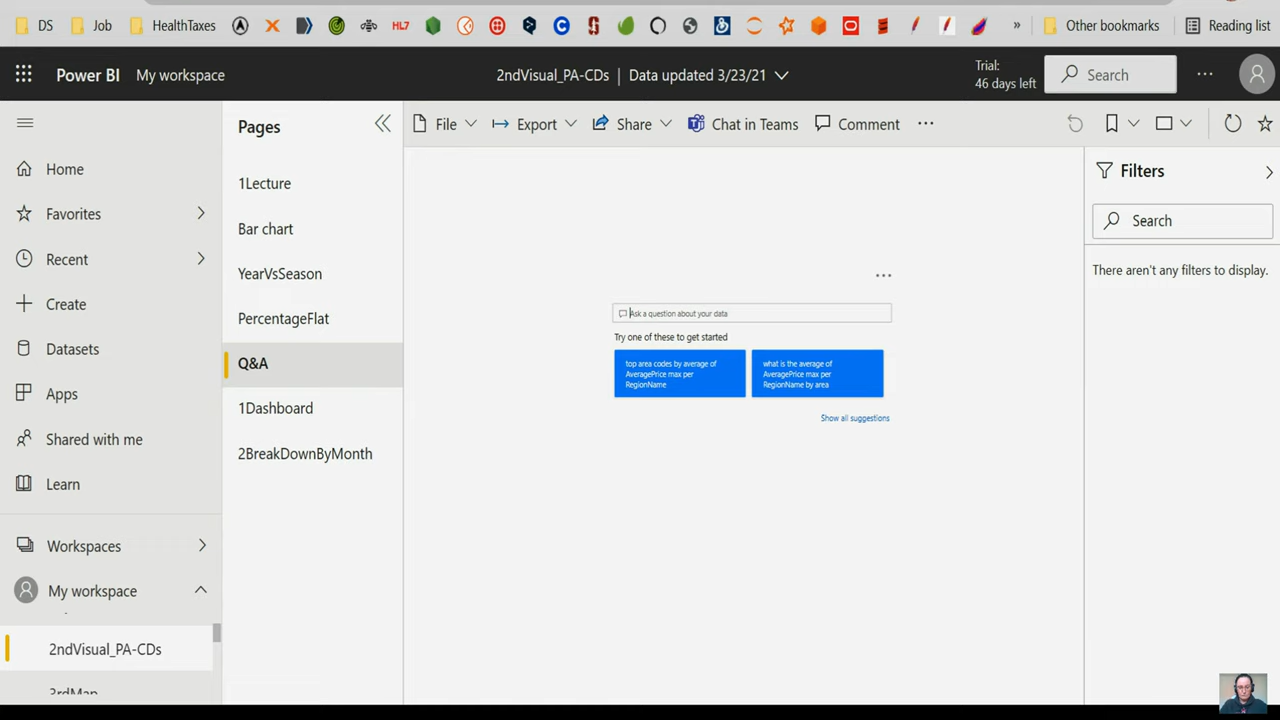 DS
Job
HealthTaxes
HL7
»
Other bookmarks
Reading list
Power BI
My workspace
2ndVisual_PA-CDs | Data updated 3/23/21
Trial:
46 days left
Search
Pages
File
Export
Share
Chat in Teams
Comment
Home
Favorites
Recent
Create
Datasets
Apps
Shared with me
Learn
Workspaces
My workspace
2ndVisual_PA-CDs
3rdMap
1Lecture
Bar chart
YearVsSeason
PercentageFlat
Q&A
1Dashboard
2BreakDownByMonth
Ask a question about your data
Try one of these to get started
top area codes by average of
AveragePrice max per
RegionName
what is the average of
AveragePrice max per
RegionName by area
Show all suggestions
Filters
Search
There aren't any filters to display.